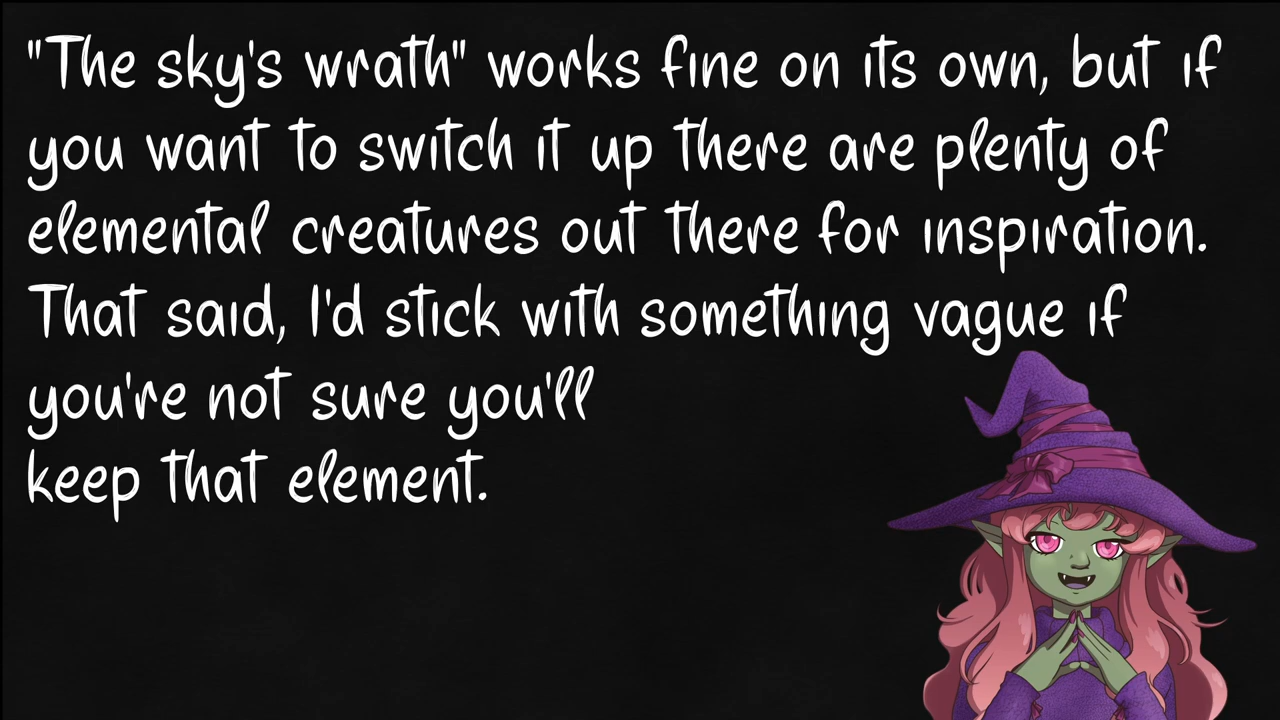 "The sky's wrath" works fine on its own, but if
you want to switch it up there are plenty of
elemental creatures out there for inspiration.
That said, I'd stick with something vague if
you're not sure you'll
keep that element.